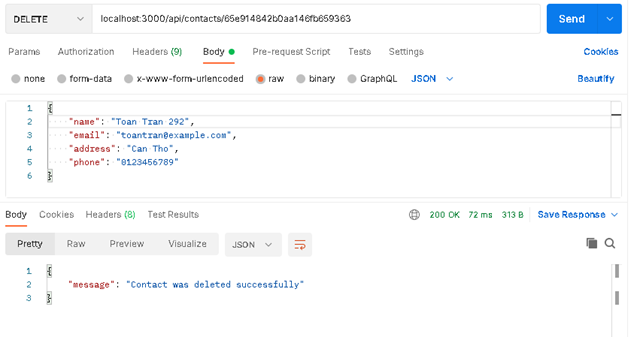 DELETE localhost:3000/api/contacts/65e914842b0aa146fb659363 Send
Params Authorization Headers (9) Body Pre-request Script Tests Settings Cookies
none form-data x-www-form-urlencoded raw binary GraphQL JSON Beautify
1 {
2 "name": "Toan Tran 292",
3 "email": "toantran@example.com",
4 "address": "Can Tho",
5 "phone": "0123456789"
6 }
Body Cookies Headers (8) Test Results 200 OK 72 ms 313 B Save Response
Pretty Raw Preview Visualize JSON
1 {
2 "message": "Contact was deleted successfully"
3 }